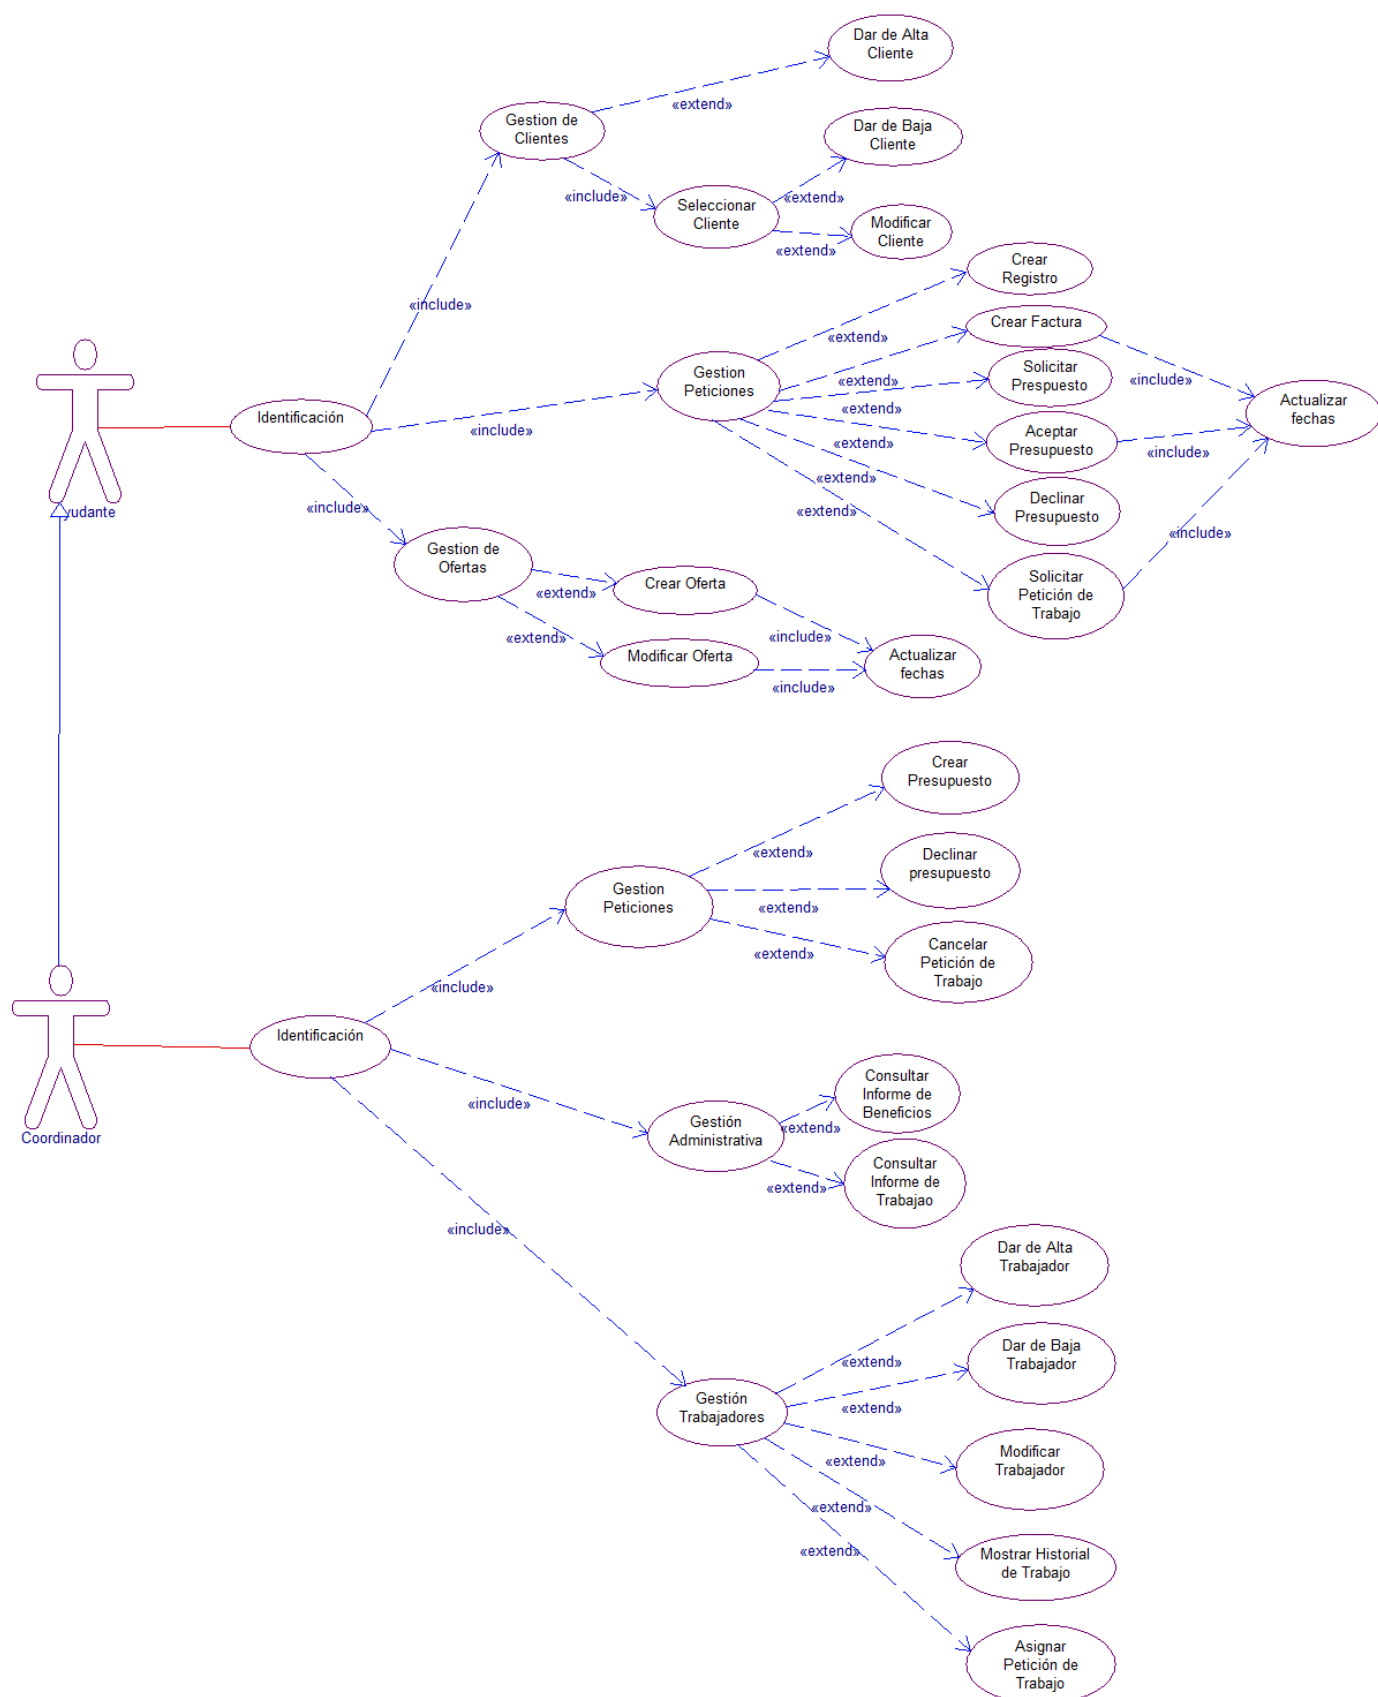 Dar de Alta
Cliente
«extend»
Gestion de
Clientes
Dar de Baja
Cliente
«include»
«extend»
Seleccionar
Cliente
Modificar
Cliente
«extend»
Crear
Registro
«include»
Crear Factura
«extend»
Solicitar
Prespuesto
Gestion
Peticiones
«extend»
«include»
Actualizar
fechas
Identificación
«extend»
Aceptar
Presupuesto
«include»
«include»
«extend»
Declinar
Presupuesto
«extend»
yudante
«include»
«include»
Gestion de
Ofertas
Solicitar
Petición de
Trabajo
Crear Oferta
«extend»
«extend»
«include»
Modificar Oferta
Actualizar
fechas
«include»
Crear
Presupuesto
«extend»
Declinar
presupuesto
Gestion
Peticiones
«extend»
«extend»
Cancelar
Petición de
Trabajo
«include»
Identificación
Coordinador
«include»
Consultar
Informe de
Beneficios
Gestión
Administrativa
«extend»
Consultar
Informe de
Trabajao
«extend»
«include»
Dar de Alta
Trabajador
«extend»
Dar de Baja
Trabajador
Gestión
Trabajadores
«extend»
Modificar
Trabajador
«extend»
«extend»
Mostrar Historial
de Trabajo
«extend»
Asignar
Petición de
Trabajo